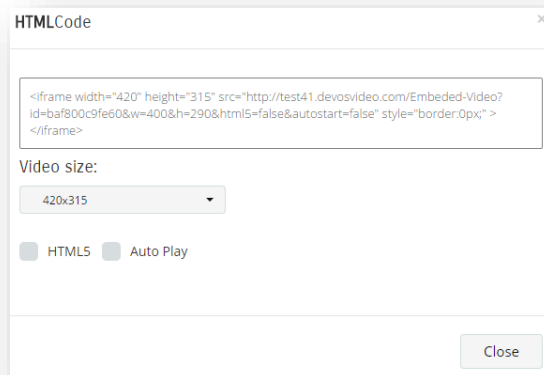 HTMLCode
×
<iframe width="420" height="315" src="http://test41.devosvideo.com/Embeded-Video?
id=baf800c9fe60&w=400&h=290&html5=false&autostart=false" style="border:0px;" >
</iframe>
Video size:
420x315
HTML5 Auto Play
Close